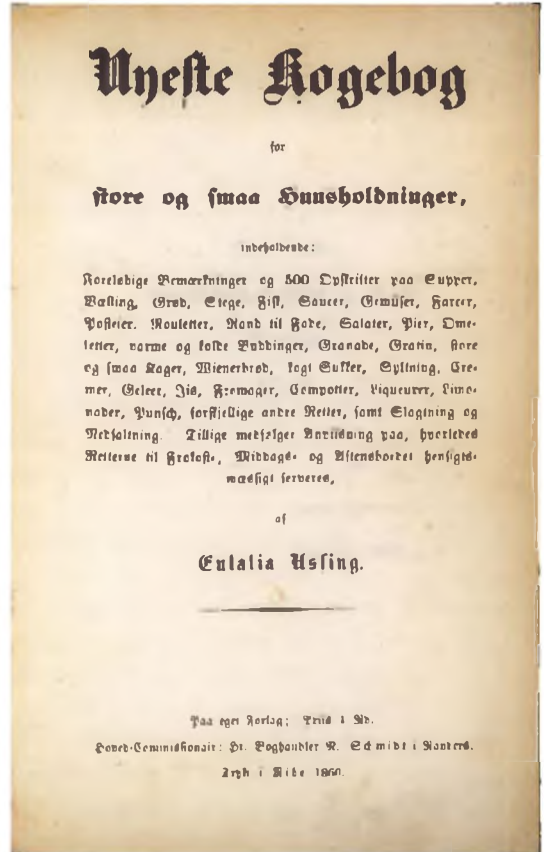 Nyeste Kogebog
for
store og smaa Huusholdninger,
indeholdende:
Foreløbige Bemærkninger og 500 Opskrifter paa Supper,
Vælling, Grød, Stege, Fisk, Saucer, Gemüser, Farcer,
Posteier, Rouletter, Rand til Fade, Salater, Pier, Ome-
letter, varme og kolde Buddinger, Granade, Gratin, store
og smaa Kager, Wienerbrød, kogt Sukker, Syltning, Cre-
mer, Geleer, Iis, Fromager, Compotter, Liqueurer, Limo-
nader, Punsch, forskjellige andre Retter, samt Slagtning og
Nedsaltning. Tillige medfølger Anviisning paa, hvorledes
Retterne til Frokost-, Middags- og Aftensbordet hensigts-
mæssigt serveres,
af
Eulalia Ussing.
Paa eget Forlag; Priis 1 Rd.
Hoved-Commissionair: Hr. Boghandler N. Schmidt i Randers.
Trykt i Ribe 1860.